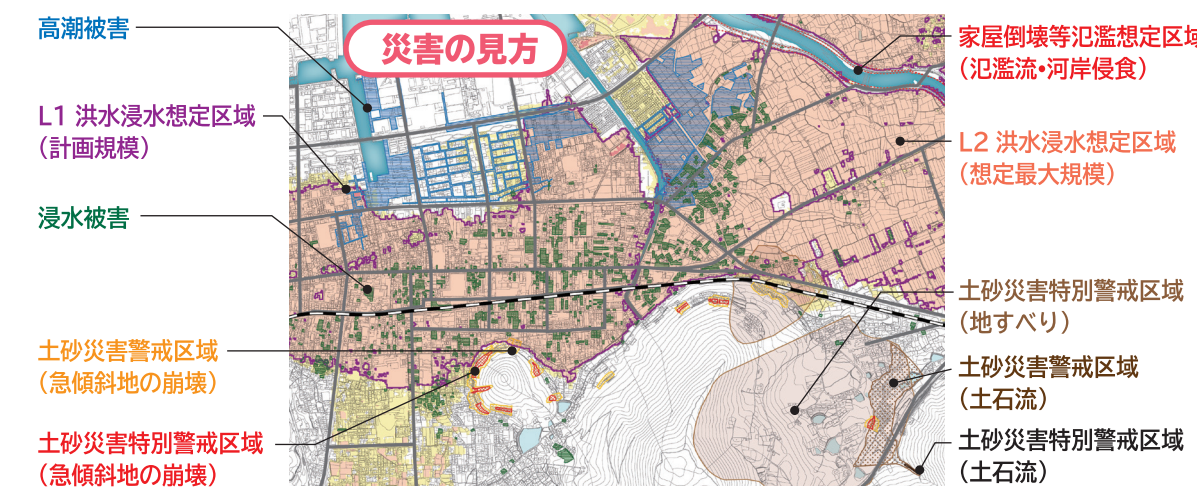 災害の見方
高潮被害
L1 洪水浸水想定区域
(計画規模)
浸水被害
土砂災害警戒区域
(急傾斜地の崩壊)
土砂災害特別警戒区域
(急傾斜地の崩壊)
家屋倒壊等氾濫想定区域
(氾濫流・河岸侵食)
L2 洪水浸水想定区域
(想定最大規模)
土砂災害特別警戒区域
(地すべり)
土砂災害警戒区域
(土石流)
土砂災害特別警戒区域
(土石流)